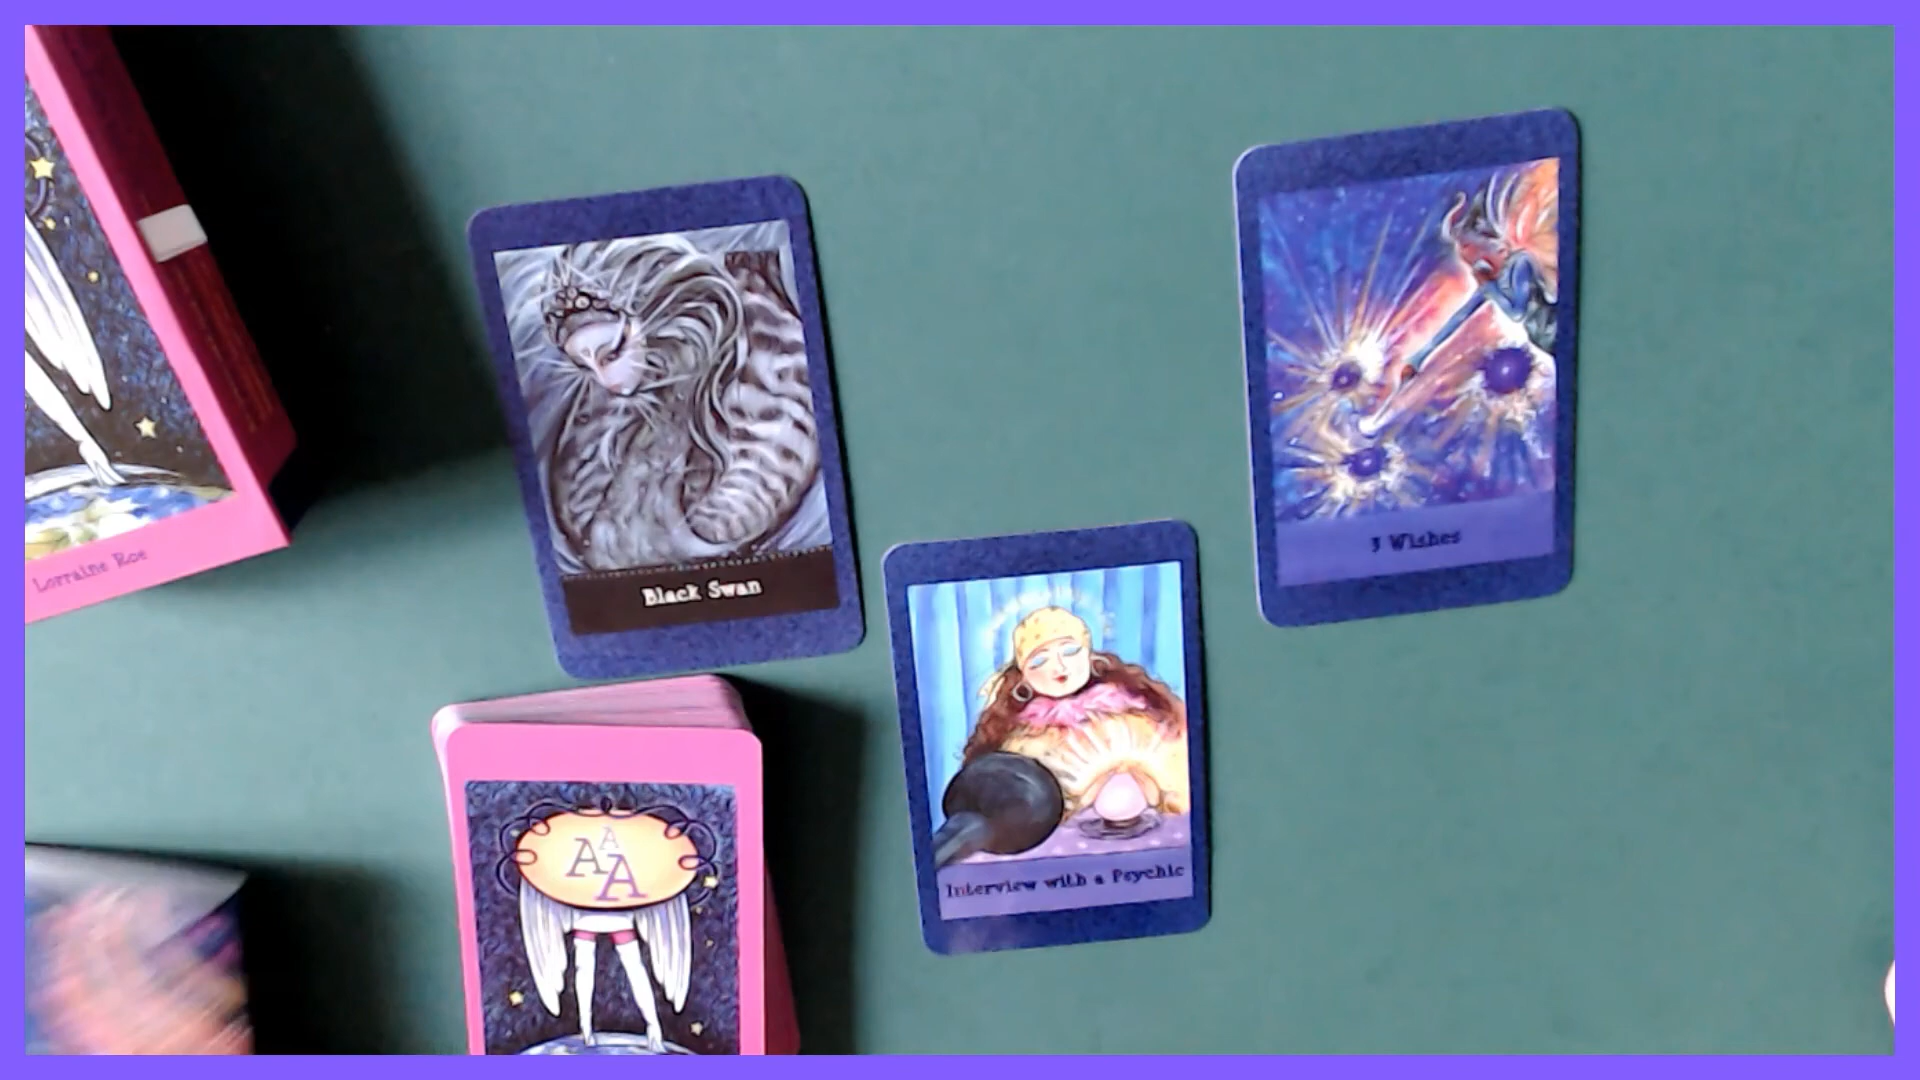 Lorraine Roe
Black Swan
3 Wishes
Interview with a Psychic
A
A
A